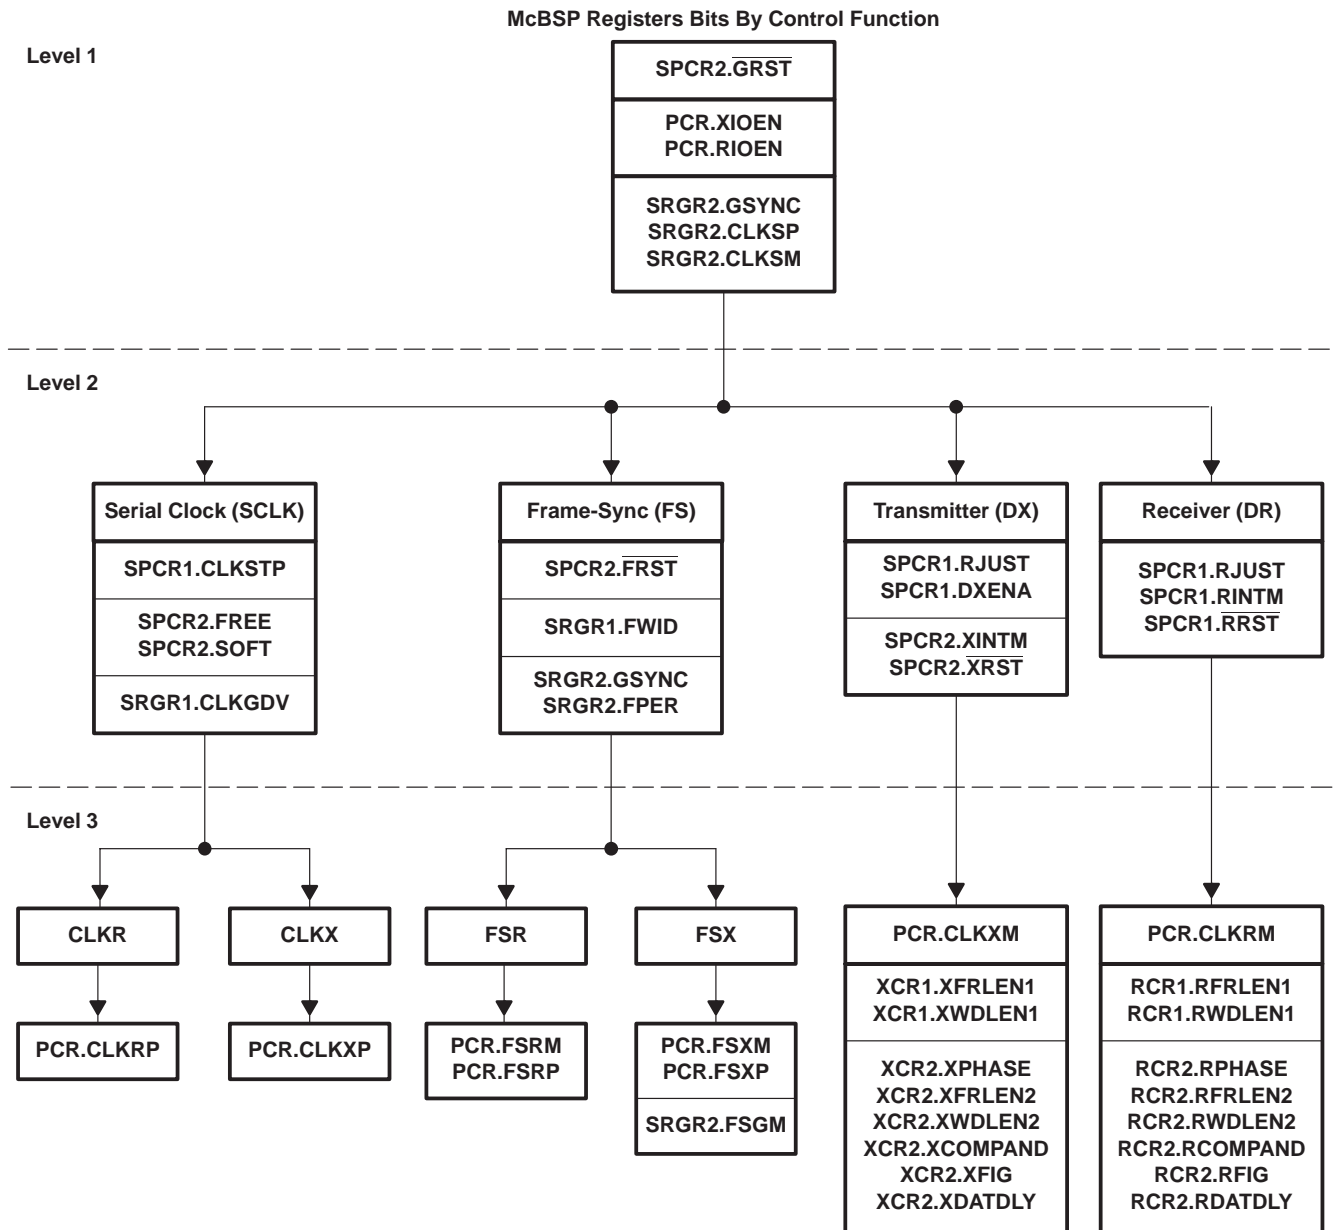 McBSP Registers Bits By Control Function
Level 1
SPCR2.G̅R̅S̅T̅
PCR.XIOEN
PCR.RIOEN
SRGR2.GSYNC
SRGR2.CLKSP
SRGR2.CLKSM
Level 2
Serial Clock (SCLK)
SPCR1.CLKSTP
SPCR2.FREE
SPCR2.SOFT
SRGR1.CLKGDV
Frame-Sync (FS)
SPCR2.F̅R̅S̅T̅
SRGR1.FWID
SRGR2.GSYNC
SRGR2.FPER
Transmitter (DX)
SPCR1.RJUST
SPCR1.DXENA
SPCR2.XINTM
SPCR2.X̅R̅S̅T̅
Receiver (DR)
SPCR1.RJUST
SPCR1.RINTM
SPCR1.R̅R̅S̅T̅
Level 3
CLKR
PCR.CLKRP
CLKX
PCR.CLKXP
FSR
PCR.FSRM
PCR.FSRP
FSX
PCR.FSXM
PCR.FSXP
SRGR2.FSGM
PCR.CLKXM
XCR1.XFRLEN1
XCR1.XWDLEN1
XCR2.XPHASE
XCR2.XFRLEN2
XCR2.XWDLEN2
XCR2.XCOMPAND
XCR2.XFIG
XCR2.XDATDLY
PCR.CLKRM
RCR1.RFRLEN1
RCR1.RWDLEN1
RCR2.RPHASE
RCR2.RFRLEN2
RCR2.RWDLEN2
RCR2.RCOMPAND
RCR2.RFIG
RCR2.RDATDLY